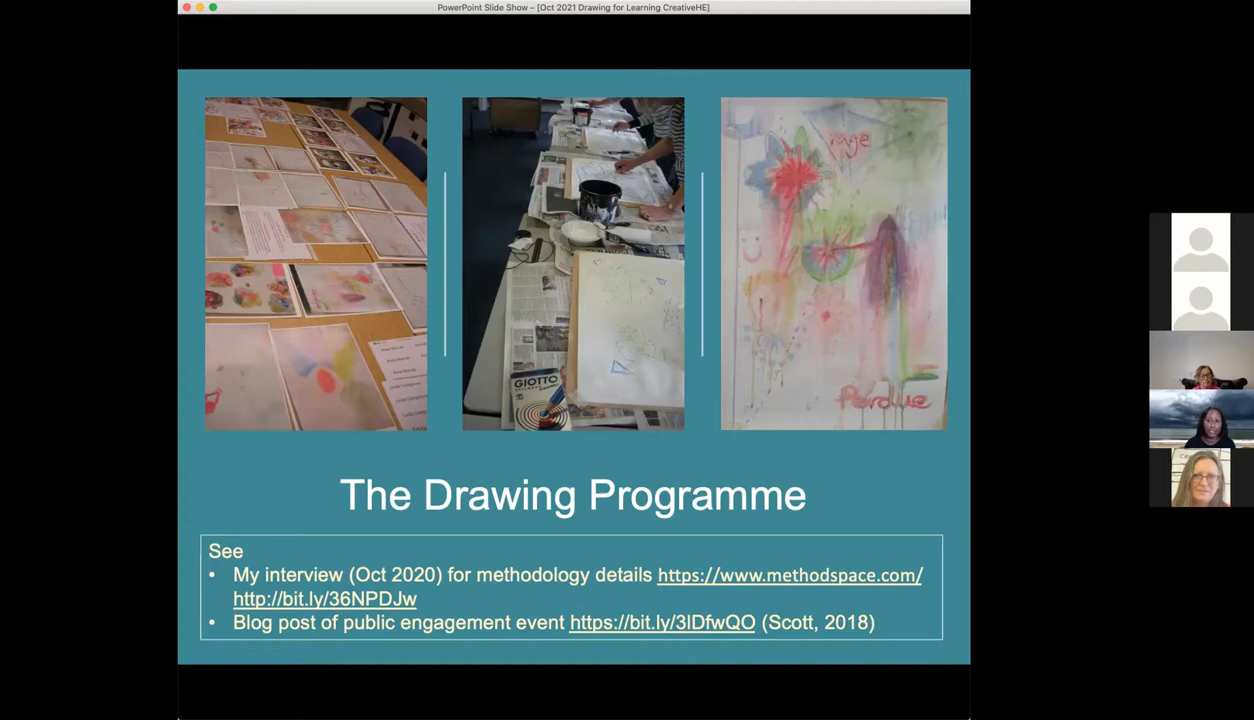 PowerPoint Slide Show – [Oct 2021 Drawing for Learning CreativeHE]
rage
GIOTTO
Perdue
The Drawing Programme
See
• My interview (Oct 2020) for methodology details https://www.methodspace.com/
http://bit.ly/36NPDJw
• Blog post of public engagement event https://bit.ly/3lDfwQO (Scott, 2018)